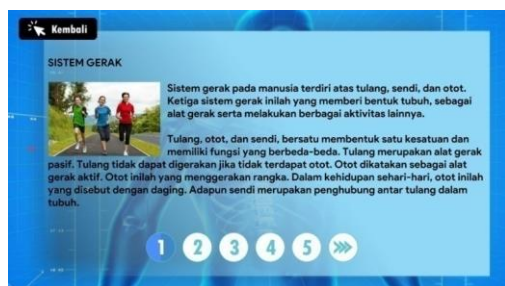 Kembali
SISTEM GERAK
Sistem gerak pada manusia terdiri atas tulang, sendi, dan otot.
Ketiga sistem gerak inilah yang memberi bentuk tubuh, sebagai
alat gerak serta melakukan berbagai aktivitas lainnya.
Tulang, otot, dan sendi, bersatu membentuk satu kesatuan dan
memiliki fungsi yang berbeda-beda. Tulang merupakan alat gerak
pasif. Tulang tidak dapat digerakan jika tidak terdapat otot. Otot dikatakan sebagai alat
gerak aktif. Otot inilah yang menggerakan rangka. Dalam kehidupan sehari-hari, otot inilah
yang disebut dengan daging. Adapun sendi merupakan penghubung antar tulang dalam
tubuh.
1 2 3 4 5